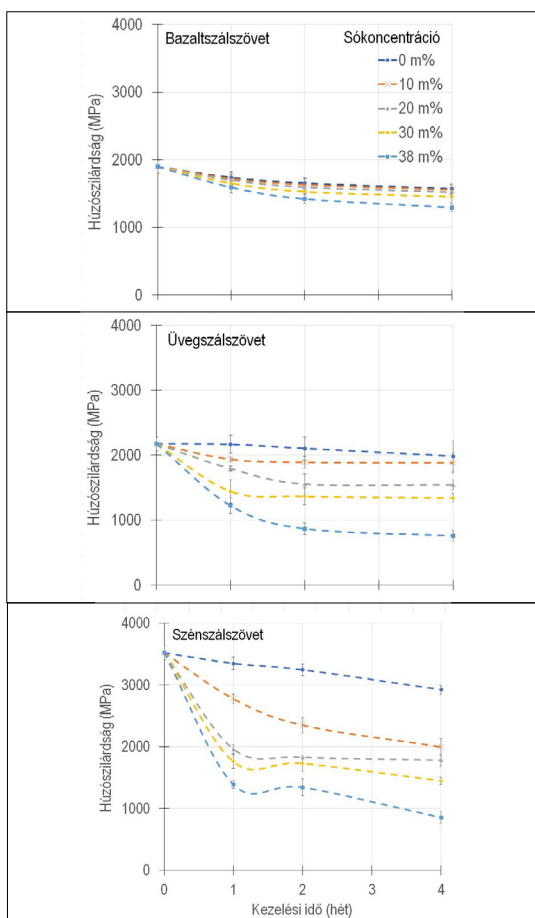 Bazaltszálszövet
Sókoncentráció
0 m%
10 m%
20 m%
30 m%
38 m%
Húzószilárdság (MPa)
4000
3000
2000
1000
0
Üvegszálszövet
Húzószilárdság (MPa)
4000
3000
2000
1000
0
Szénszálszövet
Húzószilárdság (MPa)
4000
3000
2000
1000
0
0 1 2 3 4
Kezelési idő (hét)